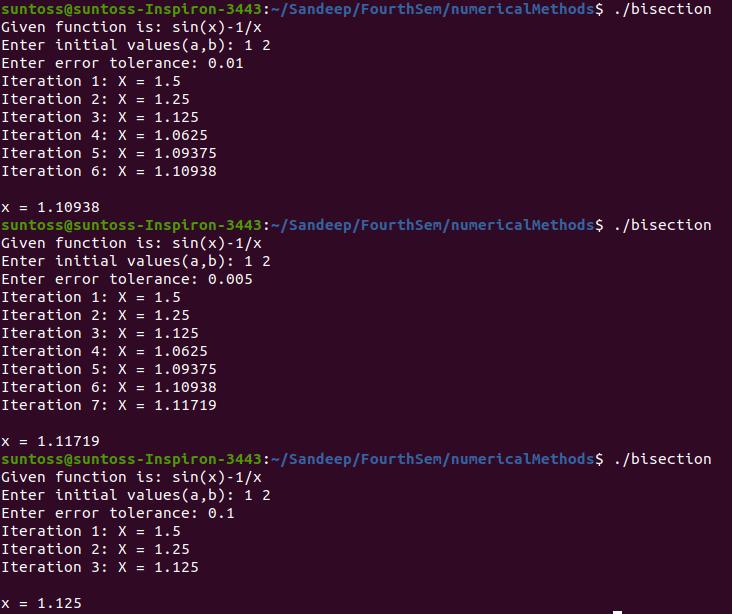 suntoss@suntoss-Inspiron-3443:~/Sandeep/FourthSem/numericalMethods$ ./bisection
Given function is: sin(x)-1/x
Enter initial values(a,b): 1 2
Enter error tolerance: 0.01
Iteration 1: X = 1.5
Iteration 2: X = 1.25
Iteration 3: X = 1.125
Iteration 4: X = 1.0625
Iteration 5: X = 1.09375
Iteration 6: X = 1.10938

x = 1.10938
suntoss@suntoss-Inspiron-3443:~/Sandeep/FourthSem/numericalMethods$ ./bisection
Given function is: sin(x)-1/x
Enter initial values(a,b): 1 2
Enter error tolerance: 0.005
Iteration 1: X = 1.5
Iteration 2: X = 1.25
Iteration 3: X = 1.125
Iteration 4: X = 1.0625
Iteration 5: X = 1.09375
Iteration 6: X = 1.10938
Iteration 7: X = 1.11719

x = 1.11719
suntoss@suntoss-Inspiron-3443:~/Sandeep/FourthSem/numericalMethods$ ./bisection
Given function is: sin(x)-1/x
Enter initial values(a,b): 1 2
Enter error tolerance: 0.1
Iteration 1: X = 1.5
Iteration 2: X = 1.25
Iteration 3: X = 1.125

x = 1.125